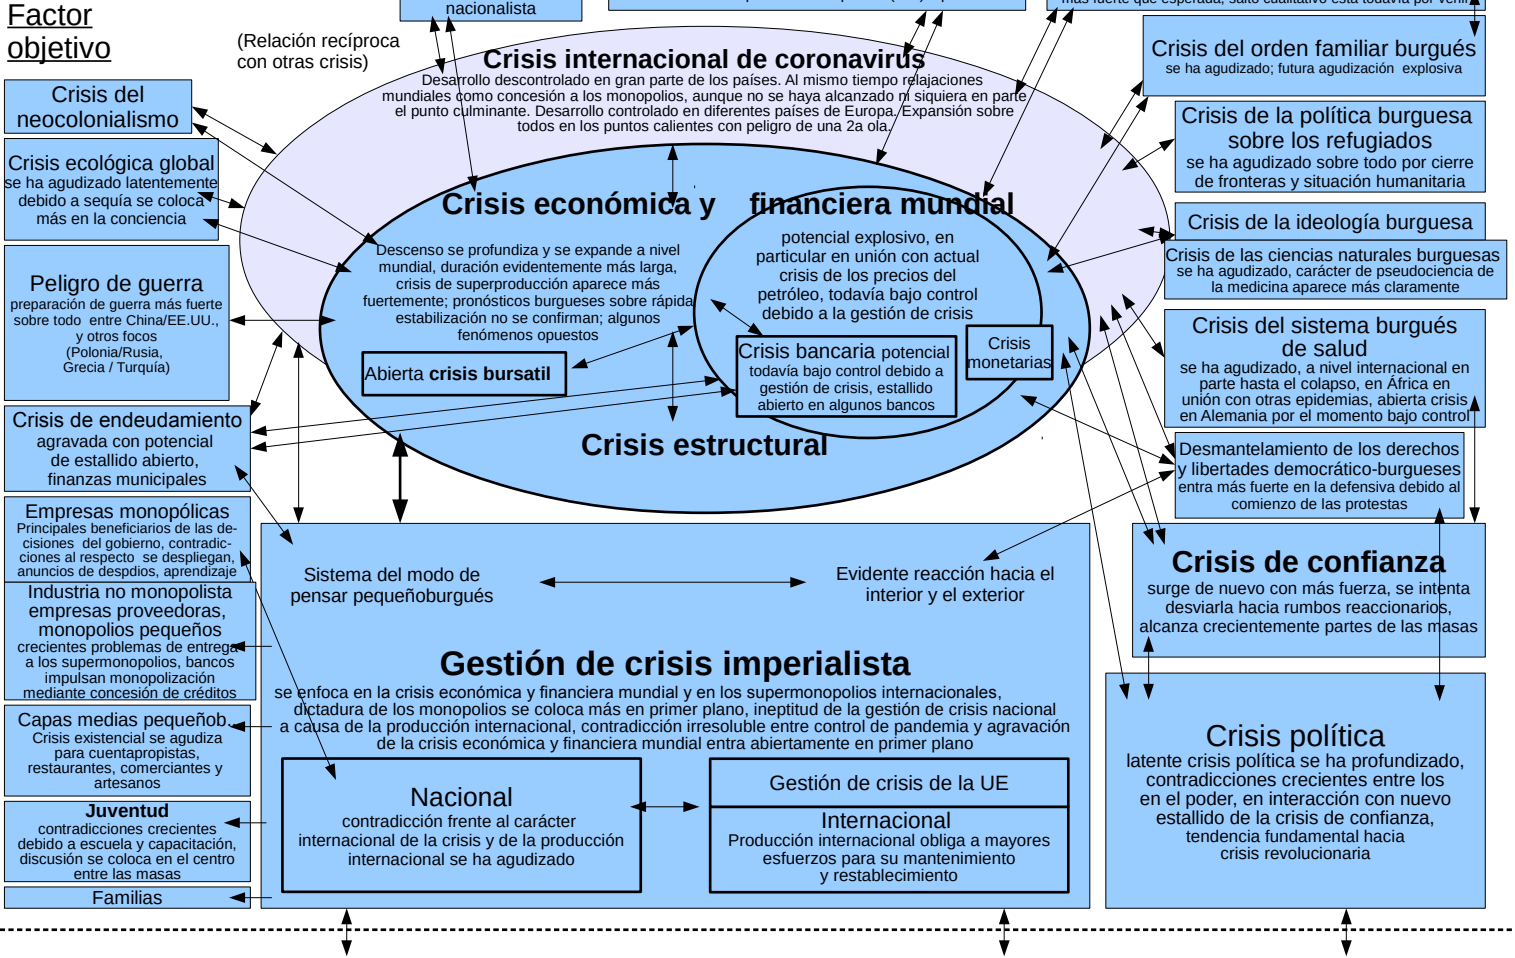 Factor
objetivo
nacionalista
(Relación recíproca
con otras crisis)
Crisis internacional de coronavirus
Desarrollo descontrolado en gran parte de los países. Al mismo tiempo relajaciones
mundiales como concesión a los monopolios, aunque no se haya alcanzado ni siquiera en parte
el punto culminante. Desarrollo controlado en diferentes países de Europa. Expansión sobre
todos en los puntos calientes con peligro de una 2a ola.
Crisis del
neocolonialismo
Crisis ecológica global
se ha agudizado latentemente
debido a sequía se coloca
más en la conciencia
Peligro de guerra
preparación de guerra más fuerte
sobre todo entre China/EE.UU.,
y otros focos
(Polonia/Rusia,
Grecia / Turquía)
Crisis de endeudamiento
agravada con potencial
de estallido abierto,
finanzas municipales
Empresas monopólicas
Principales beneficiarios de las de-
cisiones del gobierno, contradic-
ciones al respecto se despliegan,
anuncios de despdios, aprendizaje
Industria no monopolista
empresas proveedoras,
monopolios pequeños
crecientes problemas de entrega
a los supermonopolios, bancos
impulsan monopolización
mediante concesión de créditos
Capas medias pequeñob.
Crisis existencial se agudiza
para cuentapropistas,
restaurantes, comerciantes y
artesanos
Juventud
contradicciones crecientes
debido a escuela y capacitación,
discusión se coloca en el centro
entre las masas
Familias
Crisis económica y financiera mundial
Descenso se profundiza y se expande a nivel
mundial, duración evidentemente más larga,
crisis de superproducción aparece más
fuertemente; pronósticos burgueses sobre rápida
estabilización no se confirman; algunos
fenómenos opuestos
Abierta crisis bursatil
potencial explosivo, en
particular en unión con actual
crisis de los precios del
petróleo, todavía bajo control
debido a la gestión de crisis
Crisis bancaria potencial
todavía bajo control debido a
gestión de crisis, estallido
abierto en algunos bancos
Crisis
monetarias
Crisis estructural
Sistema del modo de
pensar pequeñoburgués
Evidente reacción hacia el
interior y el exterior
Gestión de crisis imperialista
se enfoca en la crisis económica y financiera mundial y en los supermonopolios internacionales,
dictadura de los monopolios se coloca más en primer plano, ineptitud de la gestión de crisis nacional
a causa de la producción internacional, contradicción irresoluble entre control de pandemia y agravación
de la crisis económica y financiera mundial entra abiertamente en primer plano
Nacional
contradicción frente al carácter
internacional de la crisis y de la producción
internacional se ha agudizado
Gestión de crisis de la UE
Internacional
Producción internacional obliga a mayores
esfuerzos para su mantenimiento
y restablecimiento
Crisis del orden familiar burgués
se ha agudizado; futura agudización explosiva
Crisis de la política burguesa
sobre los refugiados
se ha agudizado sobre todo por cierre
de fronteras y situación humanitaria
Crisis de la ideología burguesa
Crisis de las ciencias naturales burguesas
se ha agudizado, carácter de pseudociencia de
la medicina aparece más claramente
Crisis del sistema burgués
de salud
se ha agudizado, a nivel internacional en
parte hasta el colapso, en África en
unión con otras epidemias, abierta crisis
en Alemania por el momento bajo control
Desmantelamiento de los derechos
y libertades democrático-burgueses
entra más fuerte en la defensiva debido al
comienzo de las protestas
Crisis de confianza
surge de nuevo con más fuerza, se intenta
desviarla hacia rumbos reaccionarios,
alcanza crecientemente partes de las masas
Crisis política
latente crisis política se ha profundizado,
contradicciones crecientes entre los
en el poder, en interacción con nuevo
estallido de la crisis de confianza,
tendencia fundamental hacia
crisis revolucionaria